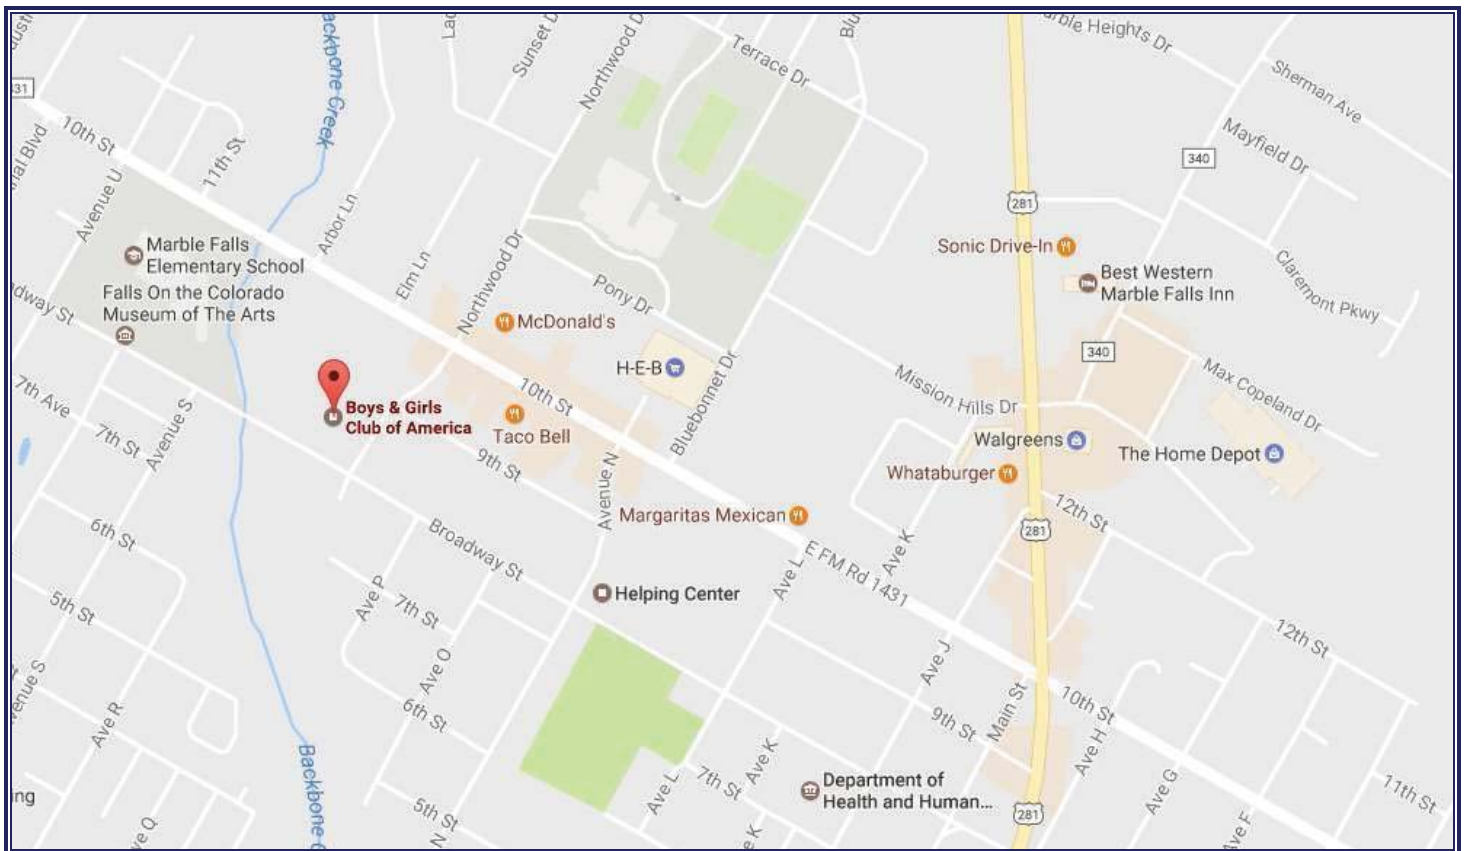 Sunset D
Northwood D
Terrace Dr
rble Heights Dr
Backbone Creek
Sherman Ave
31
10th St
11th St
Mayfield Dr
340
281
Avenue U
Arbor Ln
Marble Falls
Elementary School
Falls On the Colorado
Museum of The Arts
Elm Ln
Northwood Dr
Pony Dr
Sonic Drive-In
Best Western
Marble Falls Inn
Claremont Pkwy
adway St
McDonald's
H-E-B
Bluebonnet Dr
340
Mission Hills Dr
Max Copeland Dr
7th Ave
7th St
Avenue S
Boys & Girls
Club of America
10th St
Taco Bell
9th St
Avenue N
Walgreens
The Home Depot
Whataburger
Margaritas Mexican
12th St
281
6th St
Broadway St
E FM Rd 1431
Ave K
Ave L
5th St
Ave P
7th St
Helping Center
12th St
Ave O
Ave J
venue S
Ave R
6th St
Main St
10th St
9th St
Ave H
Backbone C
Ave L
7th St
Ave K
Department of
Health and Human...
Ave G
11th St
ing
ve Q
5th St
N
ve K
281
ve F